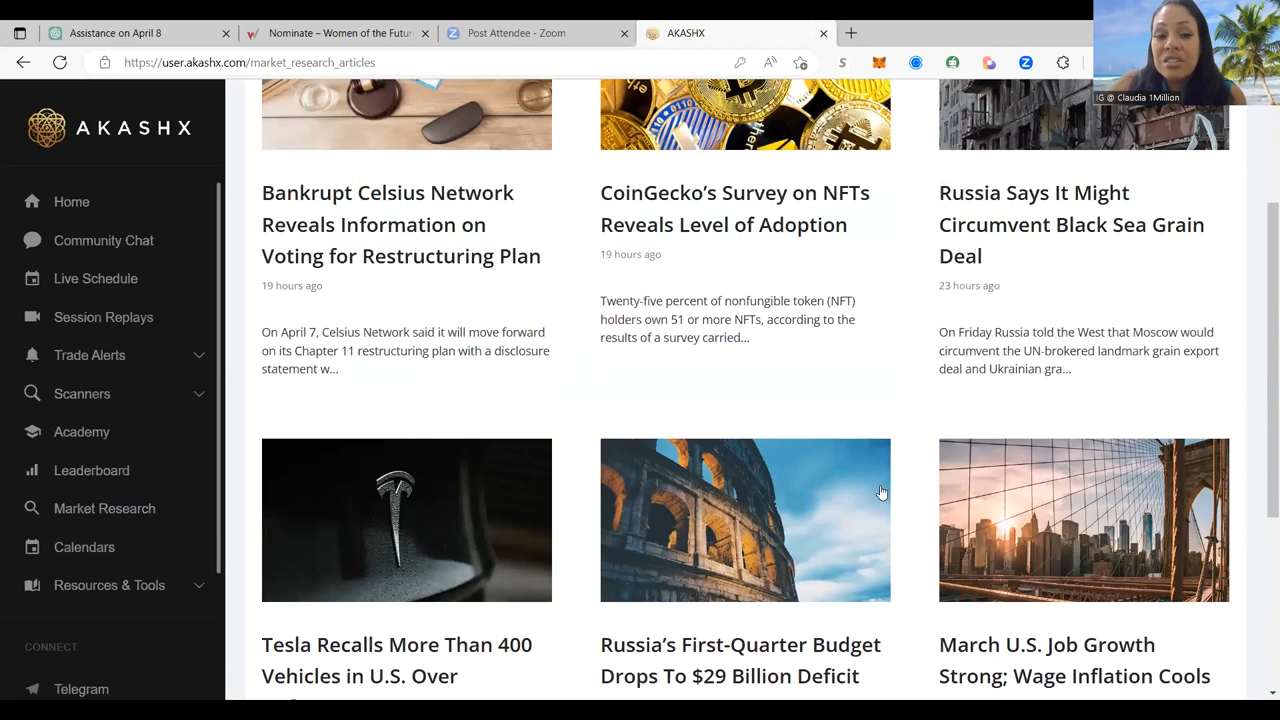 Assistance on April 8
Nominate – Women of the Futur
Post Attendee - Zoom
AKASHX
https://user.akashx.com/market_research_articles
IG @ Claudia 1Million
AKASHX
Home
Community Chat
Live Schedule
Session Replays
Trade Alerts
Scanners
Academy
Leaderboard
Market Research
Calendars
Resources & Tools
CONNECT
Telegram
Bankrupt Celsius Network
Reveals Information on
Voting for Restructuring Plan
19 hours ago
On April 7, Celsius Network said it will move forward
on its Chapter 11 restructuring plan with a disclosure
statement w...
CoinGecko’s Survey on NFTs
Reveals Level of Adoption
19 hours ago
Twenty-five percent of nonfungible token (NFT)
holders own 51 or more NFTs, according to the
results of a survey carried...
Russia Says It Might
Circumvent Black Sea Grain
Deal
23 hours ago
On Friday Russia told the West that Moscow would
circumvent the UN-brokered landmark grain export
deal and Ukrainian gra...
Tesla Recalls More Than 400
Vehicles in U.S. Over
Russia’s First-Quarter Budget
Drops To $29 Billion Deficit
March U.S. Job Growth
Strong; Wage Inflation Cools